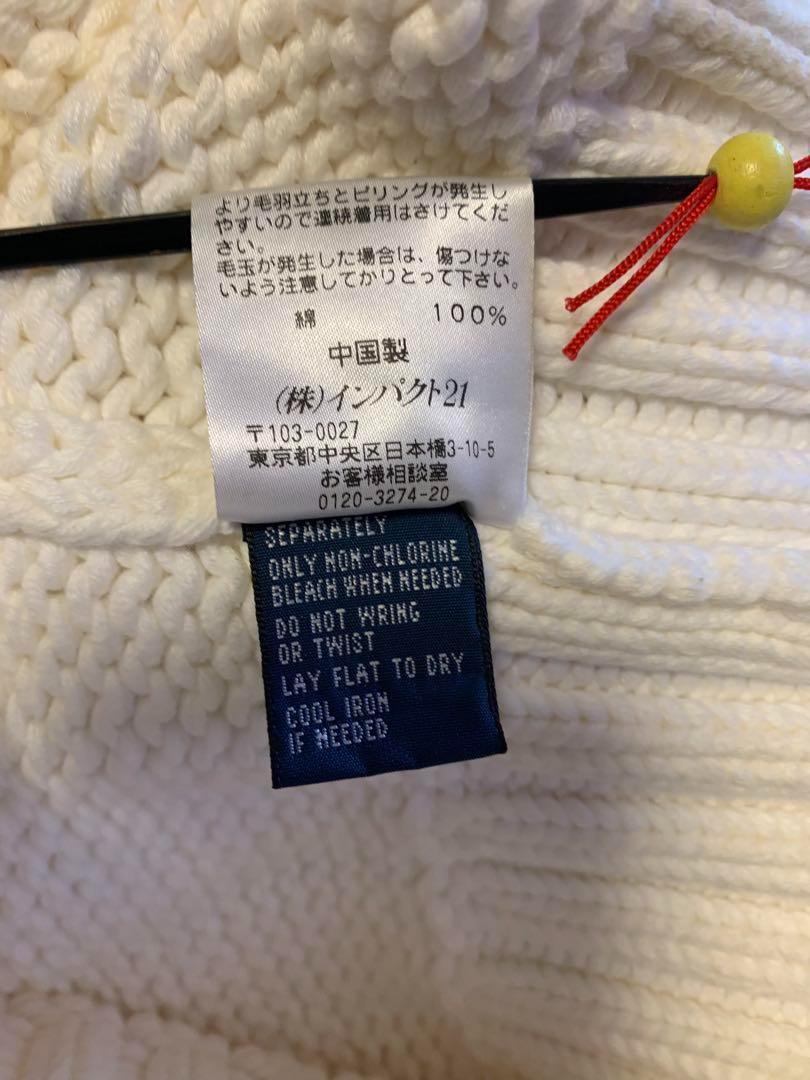 より毛羽立ちとピリングが発生し
やすいので連続着用はさけてくだ
さい。
毛玉が発生した場合は、傷つけな
いよう注意してかりとって下さい。
綿 100%
中国製
(株)インパクト21
〒103-0027
東京都中央区日本橋3-10-5
お客様相談室
0120-3274-20
SEPARATELY
ONLY NON-CHLORINE
BLEACH WHEN NEEDED
DO NOT WRING
OR TWIST
LAY FLAT TO DRY
COOL IRON
IF NEEDED